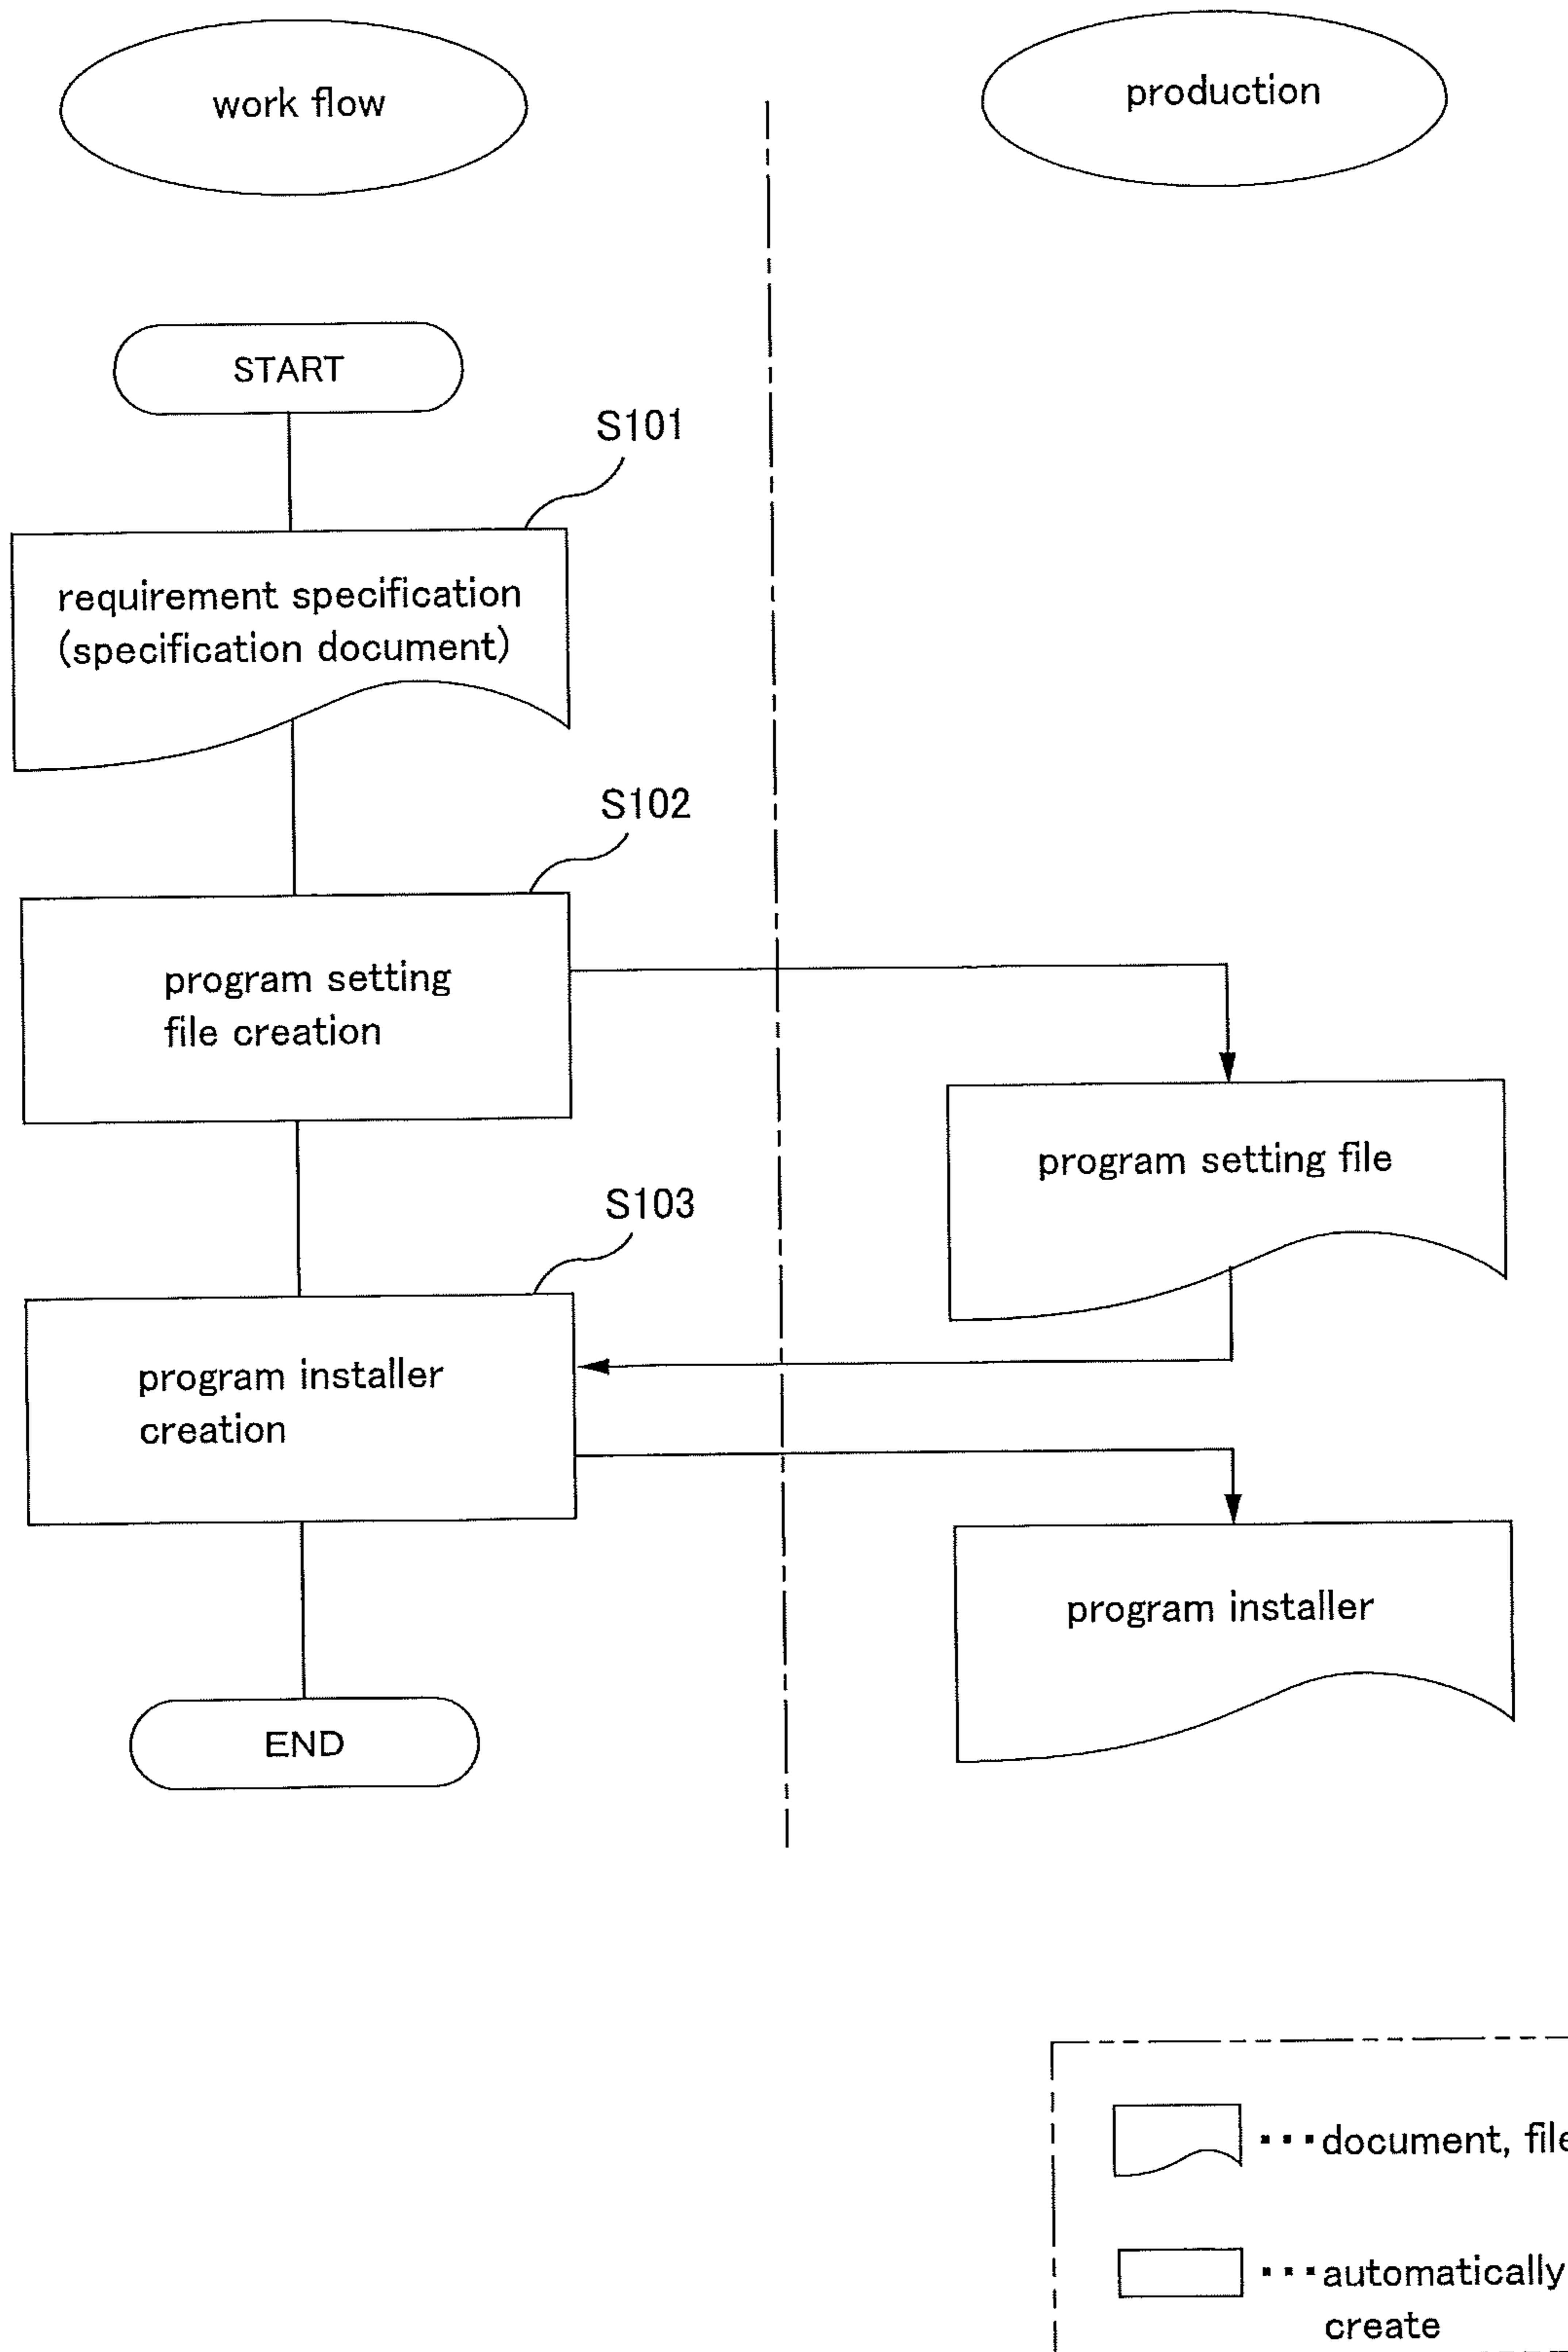 work flow
production
START
S101
requirement specification
(specification document)
S102
program setting
file creation
program setting file
S103
program installer
creation
program installer
END
···document, file
···automatically
create